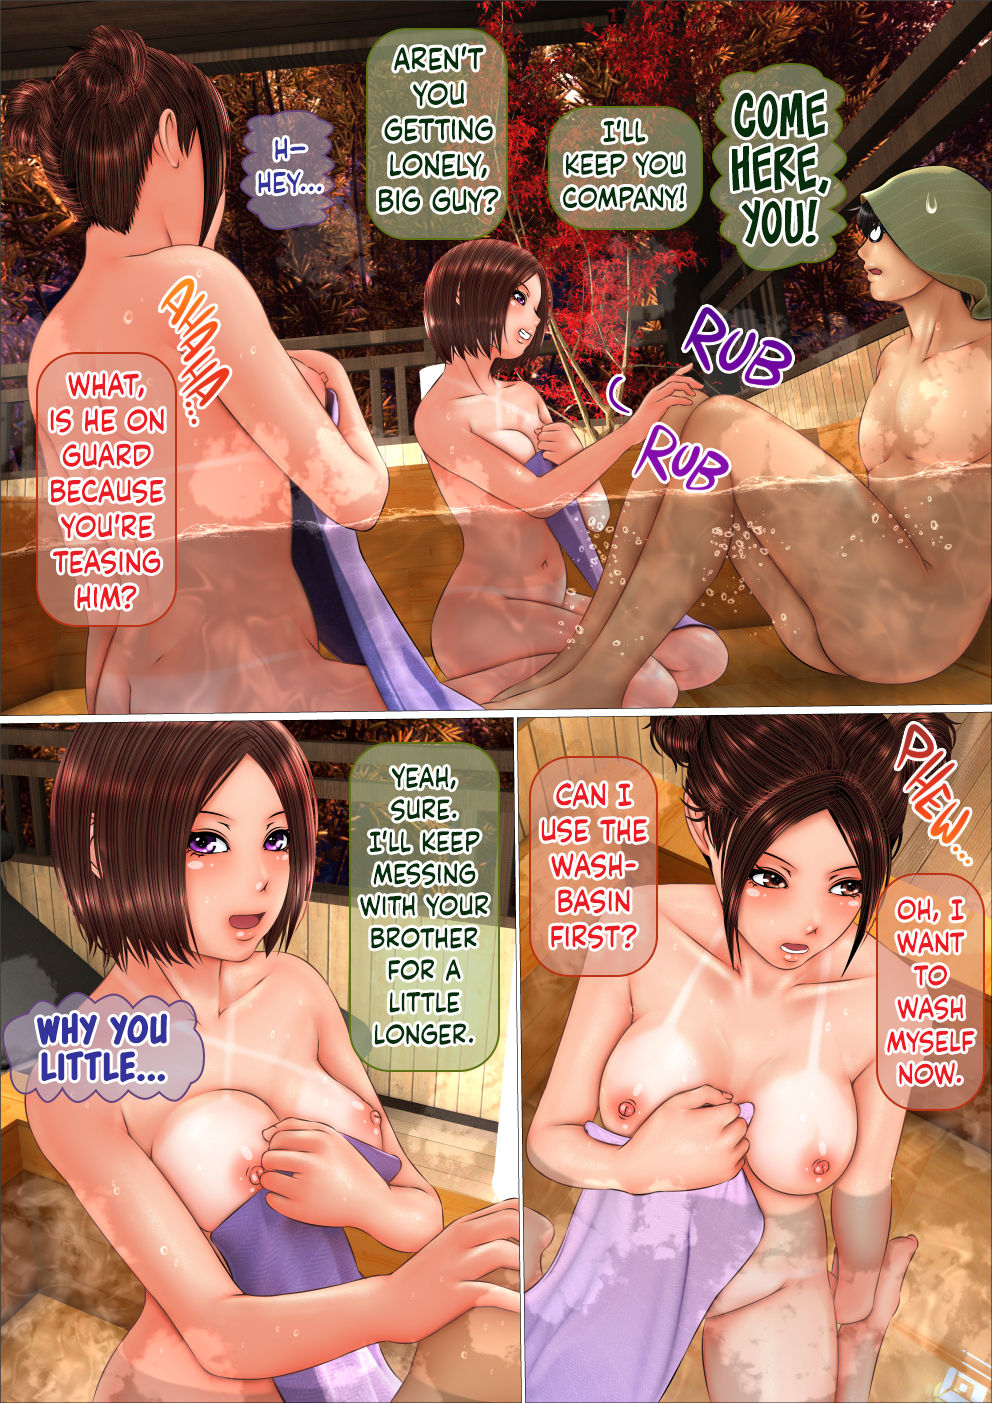 AREN'T
YOU
GETTING
LONELY,
BIG GUY?
H-
HEY...
I'LL
KEEP YOU
COMPANY!
COME
HERE,
YOU!
AHAHA...
WHAT,
IS HE ON
GUARD
BECAUSE
YOU'RE
TEASING
HIM?
RUB
RUB
YEAH,
SURE.
I'LL KEEP
MESSING
WITH YOUR
BROTHER
FOR A
LITTLE
LONGER.
WHY YOU
LITTLE...
PHEW...
CAN I
USE THE
WASH-
BASIN
FIRST?
OH, I
WANT
TO
WASH
MYSELF
NOW.